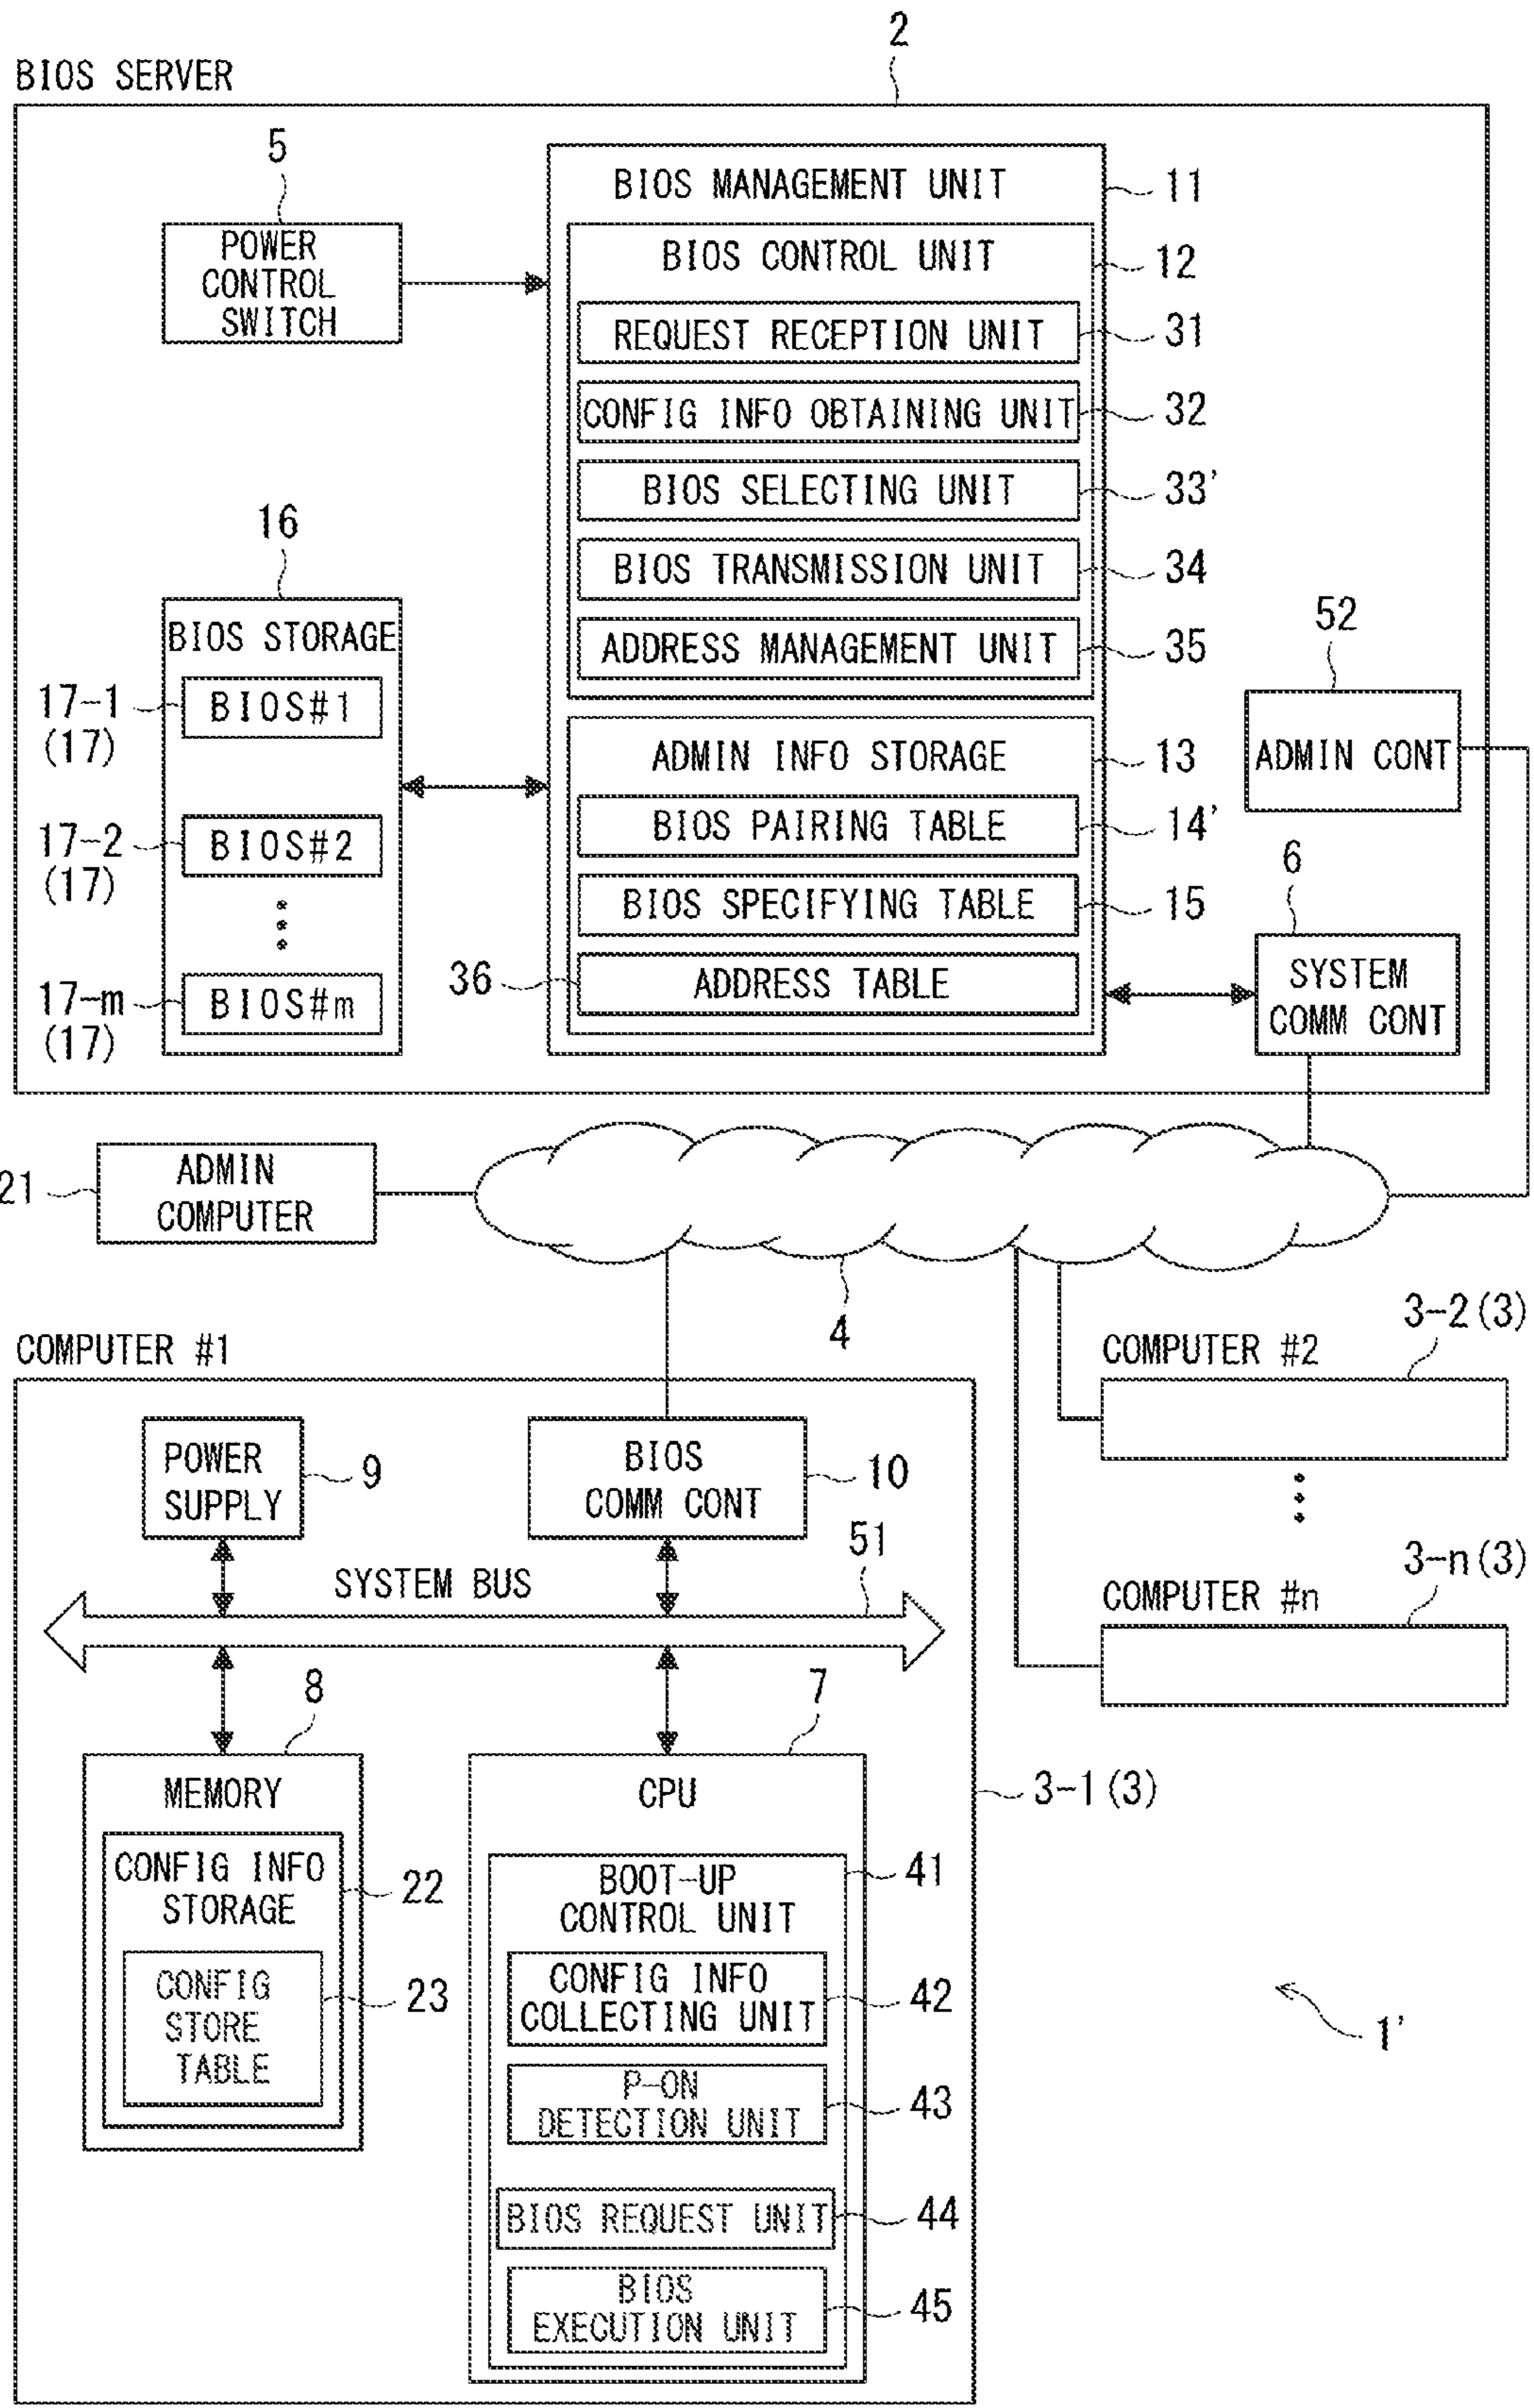 2
BIOS SERVER
5
POWER
CONTROL
SWITCH
BIOS MANAGEMENT UNIT
11
BIOS CONTROL UNIT
12
REQUEST RECEPTION UNIT
31
CONFIG INFO OBTAINING UNIT
32
BIOS SELECTING UNIT
33'
BIOS TRANSMISSION UNIT
34
ADDRESS MANAGEMENT UNIT
35
16
BIOS STORAGE
17-1
(17)
BIOS#1
17-2
(17)
BIOS#2
17-m
(17)
BIOS#m
ADMIN INFO STORAGE
13
BIOS PAIRING TABLE
14'
BIOS SPECIFYING TABLE
15
36
ADDRESS TABLE
52
ADMIN CONT
6
SYSTEM
COMM CONT
21
ADMIN
COMPUTER
4
COMPUTER #1
POWER
SUPPLY
9
BIOS
COMM CONT
10
SYSTEM BUS
51
8
MEMORY
CONFIG INFO
STORAGE
22
CONFIG
STORE
TABLE
23
7
CPU
BOOT-UP
CONTROL UNIT
41
CONFIG INFO
COLLECTING UNIT
42
P-ON
DETECTION UNIT
43
BIOS REQUEST UNIT
44
BIOS
EXECUTION UNIT
45
3-1(3)
3-2(3)
COMPUTER #2
3-n(3)
COMPUTER #n
1'